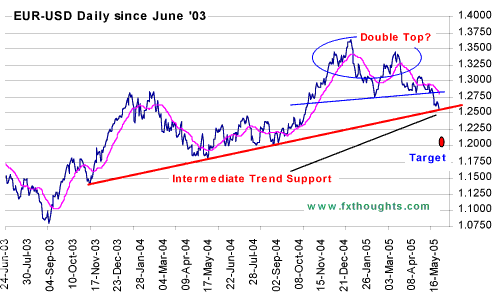 EUR-USD Daily since June '03
Double Top?
1.4000
1.3750
1.3500
1.3250
1.3000
1.2750
1.2500
1.2250
1.2000
1.1750
1.1500
1.1250
1.1000
1.0750
Target
Intermediate Trend Support
www.fxthoughts.com
24-Jun-03
30-Jul-03
04-Sep-03
10-Oct-03
17-Nov-03
23-Dec-03
28-Jan-04
04-Mar-04
09-Apr-04
17-May-04
22-Jun-04
28-Jul-04
02-Sep-04
08-Oct-04
15-Nov-04
21-Dec-04
26-Jan-05
03-Mar-05
08-Apr-05
16-May-05